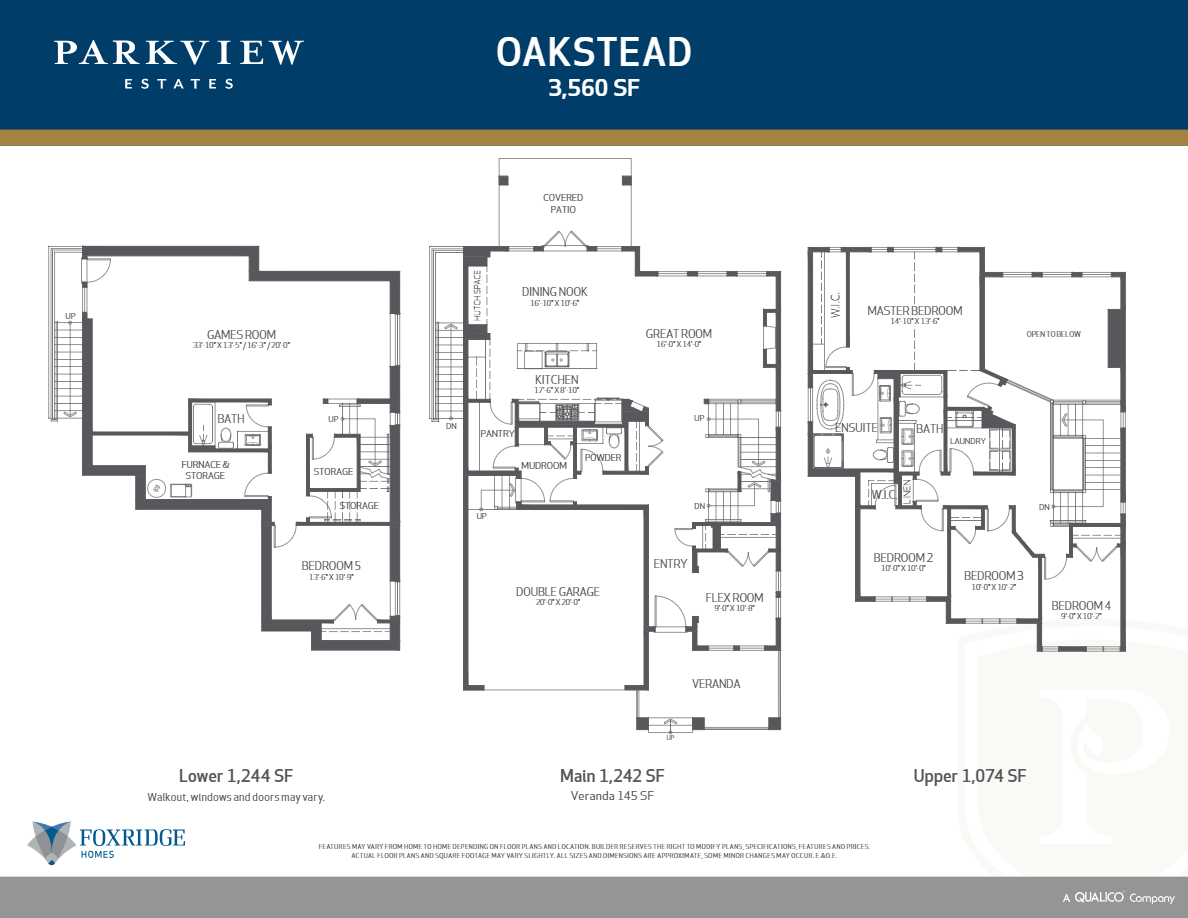 PARKVIEW
ESTATES
OAKSTEAD
3,560 SF
UP
GAMES ROOM
33'-10" X 13'-5" / 16'-3" / 20'-0"
BATH
UP
FURNACE &
STORAGE
STORAGE
STORAGE
BEDROOM 5
13'-6" X 10'-9"
COVERED
PATIO
HUTCH SPACE
DINING NOOK
16'-10" X 10'-6"
GREAT ROOM
16'-0" X 14'-0"
KITCHEN
17'-6" X 8'-10"
DN
PANTRY
UP
MUDROOM
POWDER
UP
DN
ENTRY
DOUBLE GARAGE
20'-0" X 20'-0"
FLEX ROOM
9'-0" X 10'-8"
VERANDA
UP
W.I.C.
MASTER BEDROOM
14'-10" X 13'-6"
OPEN TO BELOW
ENSUITE
BATH
LAUNDRY
W.I.C.
LINEN
DN
BEDROOM 2
10'-0" X 10'-0"
BEDROOM 3
10'-0" X 10'-2"
BEDROOM 4
9'-0" X 10'-2"
P
Lower 1,244 SF
Walkout, windows and doors may vary.
Main 1,242 SF
Veranda 145 SF
Upper 1,074 SF
FOXRIDGE
HOMES
FEATURES MAY VARY FROM HOME TO HOME DEPENDING ON FLOOR PLANS AND LOCATION. BUILDER RESERVES THE RIGHT TO MODIFY PLANS, SPECIFICATIONS, FEATURES AND PRICES.
ACTUAL FLOOR PLANS AND SQUARE FOOTAGE MAY VARY SLIGHTLY. ALL SIZES AND DIMENSIONS ARE APPROXIMATE, SOME MINOR CHANGES MAY OCCUR. E.&O.E.
A QUALICO® Company